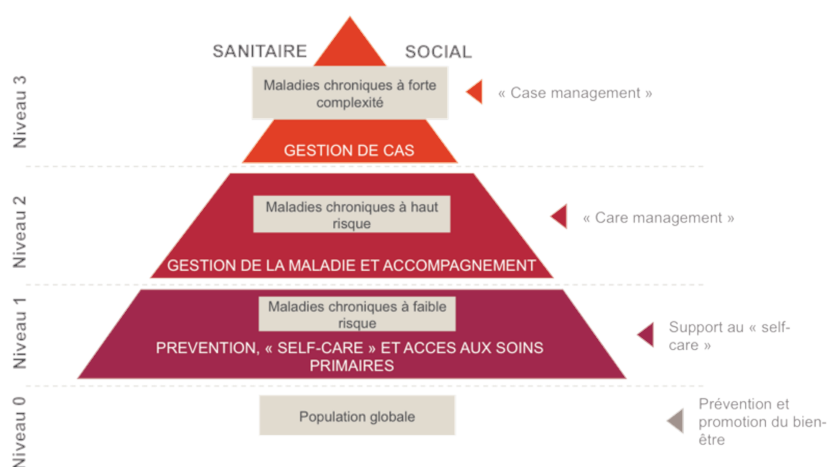 SANITAIRE SOCIAL
Niveau 3
Maladies chroniques à forte
complexité
« Case management »
GESTION DE CAS
Niveau 2
Maladies chroniques à haut
risque
« Care management »
GESTION DE LA MALADIE ET ACCOMPAGNEMENT
Niveau 1
Maladies chroniques à faible
risque
Support au « self-
care »
PREVENTION, « SELF-CARE » ET ACCES AUX SOINS
PRIMAIRES
Niveau 0
Population globale
Prévention et
promotion du bien-
être